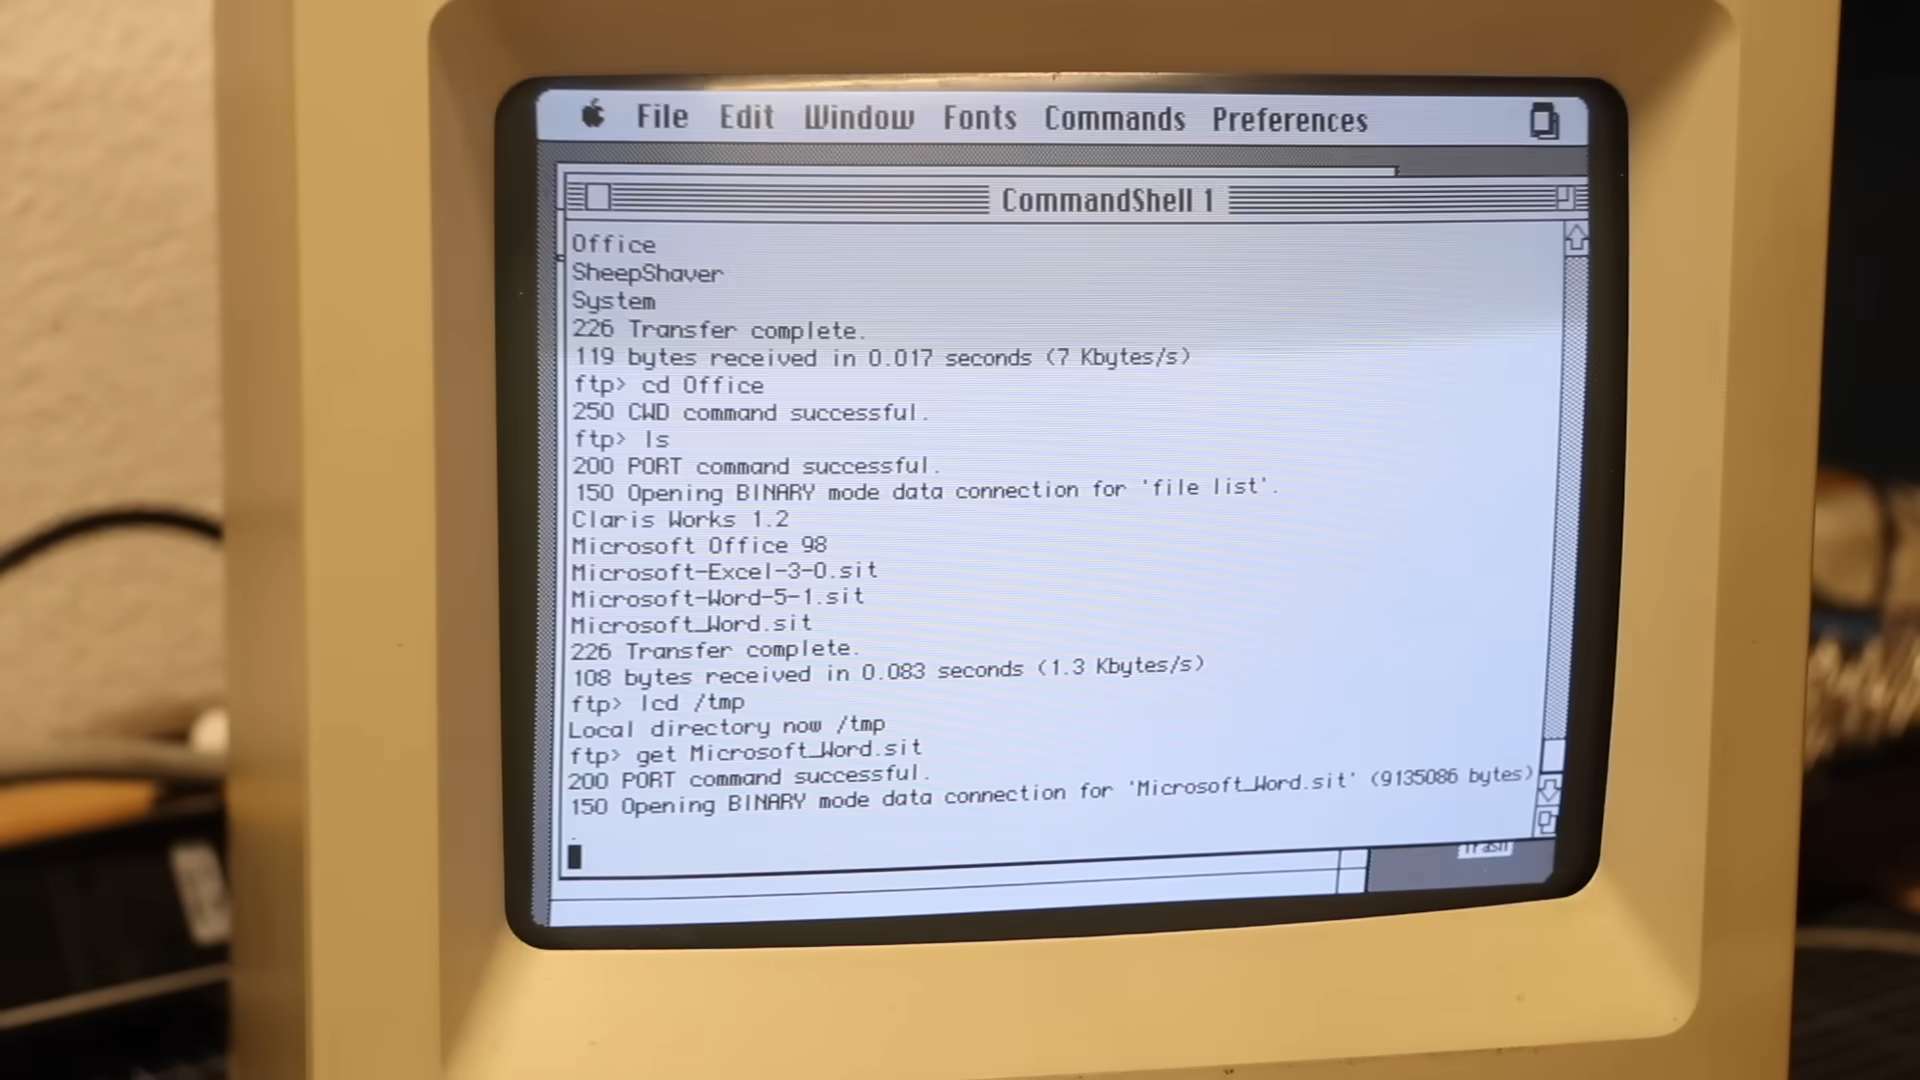 File Edit Window Fonts Commands Preferences
CommandShell 1
Office
SheepShaver
System
226 Transfer complete.
119 bytes received in 0.017 seconds (7 Kbytes/s)
ftp> cd Office
250 CWD command successful.
ftp> ls
200 PORT command successful.
150 Opening BINARY mode data connection for 'file list'.
Claris Works 1.2
Microsoft Office 98
Microsoft-Excel-3-0.sit
Microsoft-Word-5-1.sit
Microsoft_Word.sit
226 Transfer complete.
108 bytes received in 0.083 seconds (1.3 Kbytes/s)
ftp> lcd /tmp
Local directory now /tmp
ftp> get Microsoft_Word.sit
200 PORT command successful.
150 Opening BINARY mode data connection for 'Microsoft_Word.sit' (9135086 bytes)
Trash